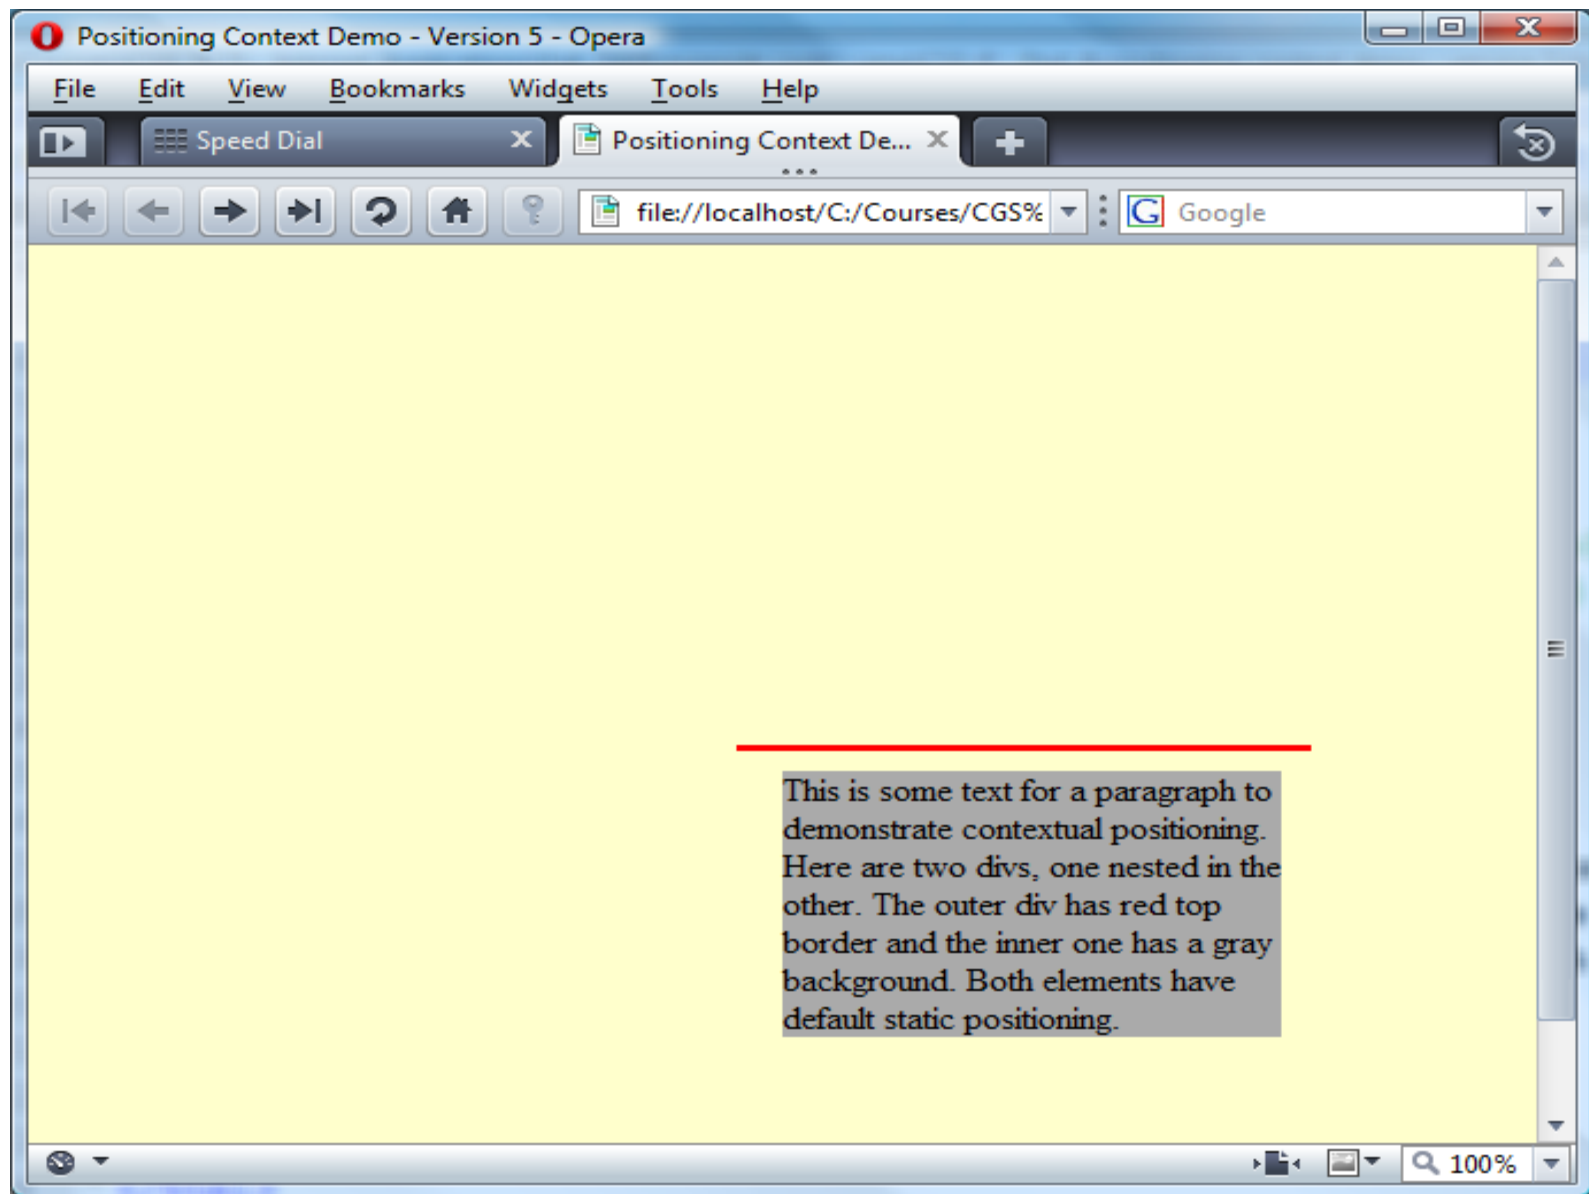 Positioning Context Demo - Version 5 - Opera
File Edit View Bookmarks Widgets Tools Help
Speed Dial Positioning Context De...
file://localhost/C:/Courses/CGS% Google
This is some text for a paragraph to
demonstrate contextual positioning.
Here are two divs, one nested in the
other. The outer div has red top
border and the inner one has a gray
background. Both elements have
default static positioning.
100%